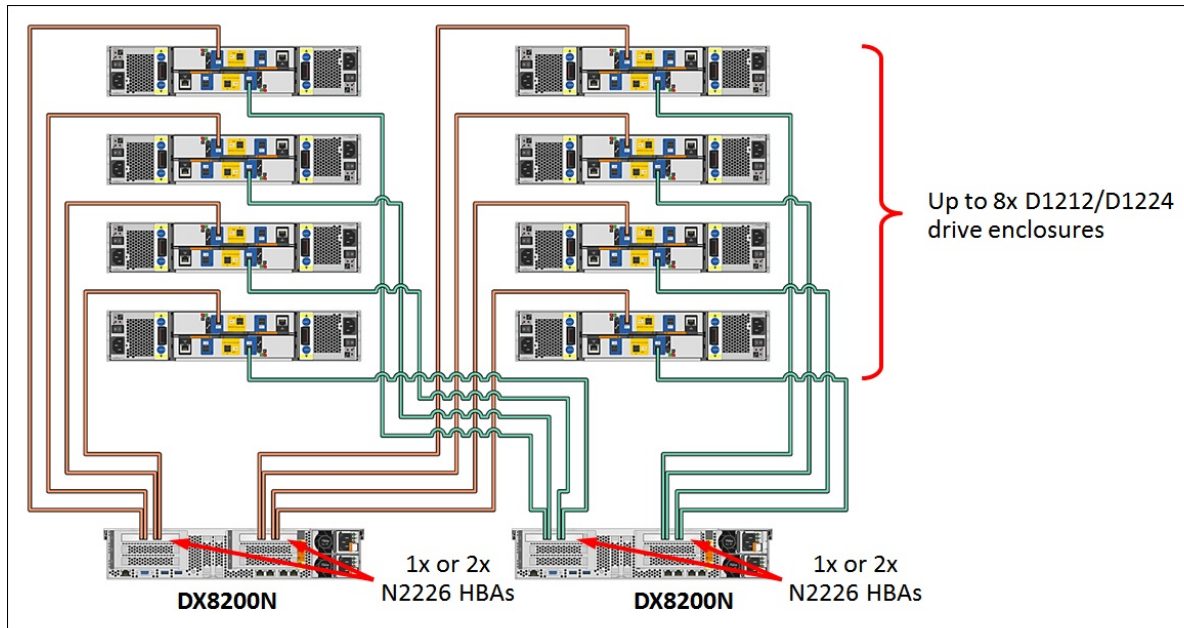 Up to 8x D1212/D1224
drive enclosures
1x or 2x
N2226 HBAs
DX8200N
1x or 2x
N2226 HBAs
DX8200N